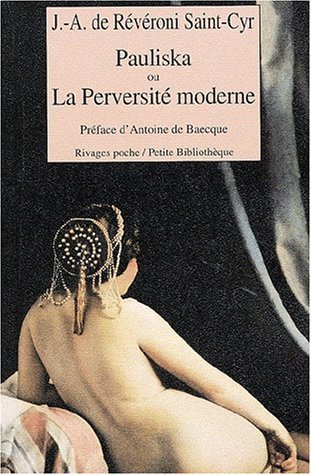 J.-A. de Révéroni Saint-Cyr
Pauliska
ou
La Perversité moderne
Préface d'Antoine de Baecque
Rivages poche / Petite Bibliothèque